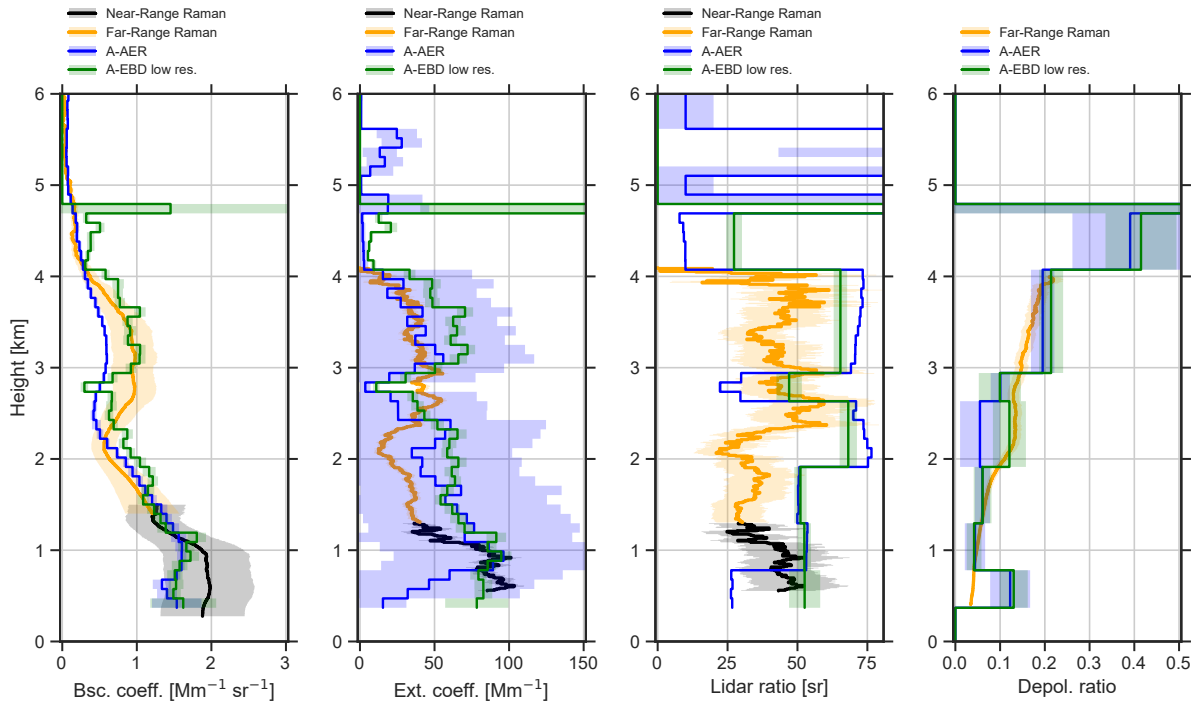 Near-Range Raman
Far-Range Raman
A-AER
A-EBD low res.
Near-Range Raman
Far-Range Raman
A-AER
A-EBD low res.
Near-Range Raman
Far-Range Raman
A-AER
A-EBD low res.
Far-Range Raman
A-AER
A-EBD low res.
Height [km]
6
5
4
3
2
1
0
0 1 2 3
Bsc. coeff. [Mm⁻¹ sr⁻¹]
6
5
4
3
2
1
0
0 50 100 150
Ext. coeff. [Mm⁻¹]
6
5
4
3
2
1
0
0 25 50 75
Lidar ratio [sr]
6
5
4
3
2
1
0
0.0 0.1 0.2 0.3 0.4 0.5
Depol. ratio